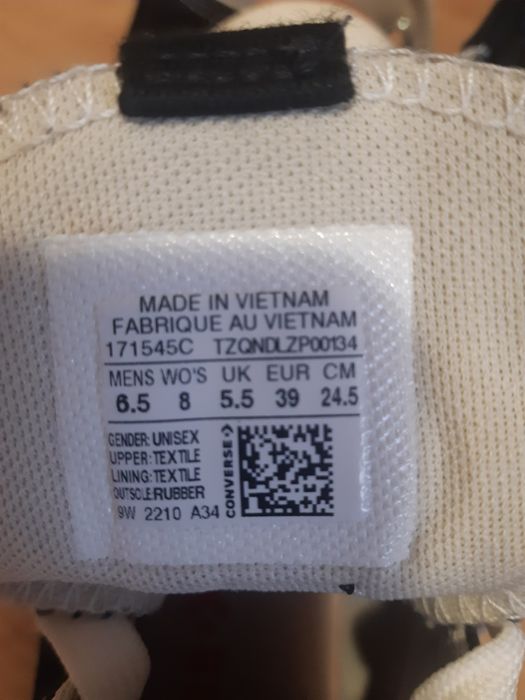 MADE IN VIETNAM
FABRIQUE AU VIETNAM
171545C TZQNDLZP00134
MENS WO'S UK EUR CM
6.5 8 5.5 39 24.5
GENDER: UNISEX
UPPER: TEXTILE
LINING: TEXTILE
OUTSOLE:RUBBER
9W 2210 A34
CONVERSE